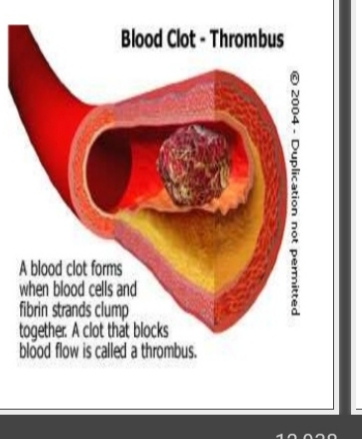 Blood Clot - Thrombus
© 2004 - Duplication not permitted
A blood clot forms
when blood cells and
fibrin strands clump
together. A clot that blocks
blood flow is called a thrombus.